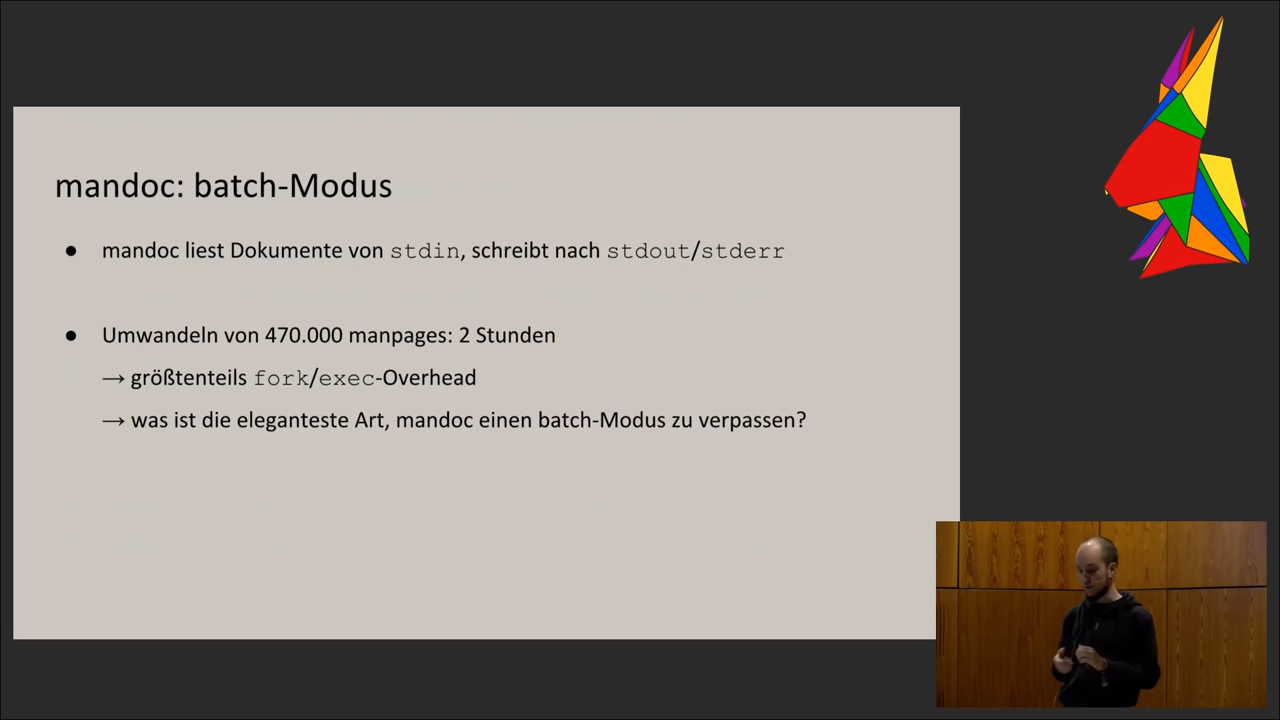 mandoc: batch-Modus
● mandoc liest Dokumente von stdin, schreibt nach stdout/stderr
● Umwandeln von 470.000 manpages: 2 Stunden
→ größtenteils fork/exec-Overhead
→ was ist die eleganteste Art, mandoc einen batch-Modus zu verpassen?